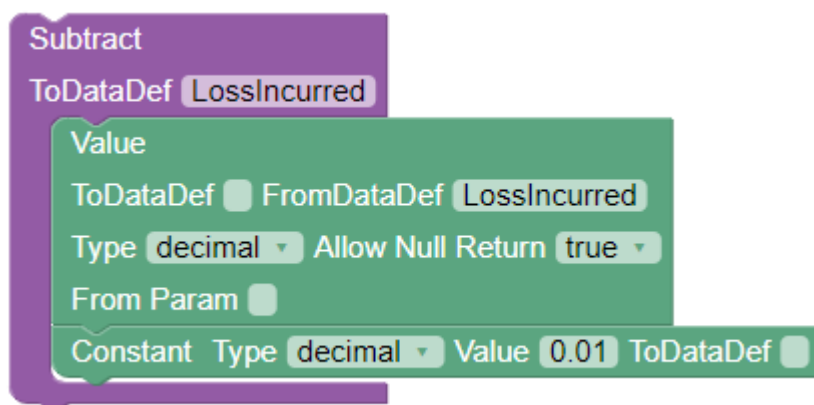 Subtract
ToDataDef LossIncurred
Value
ToDataDef FromDataDef LossIncurred
Type decimal Allow Null Return true
From Param
Constant Type decimal Value 0.01 ToDataDef